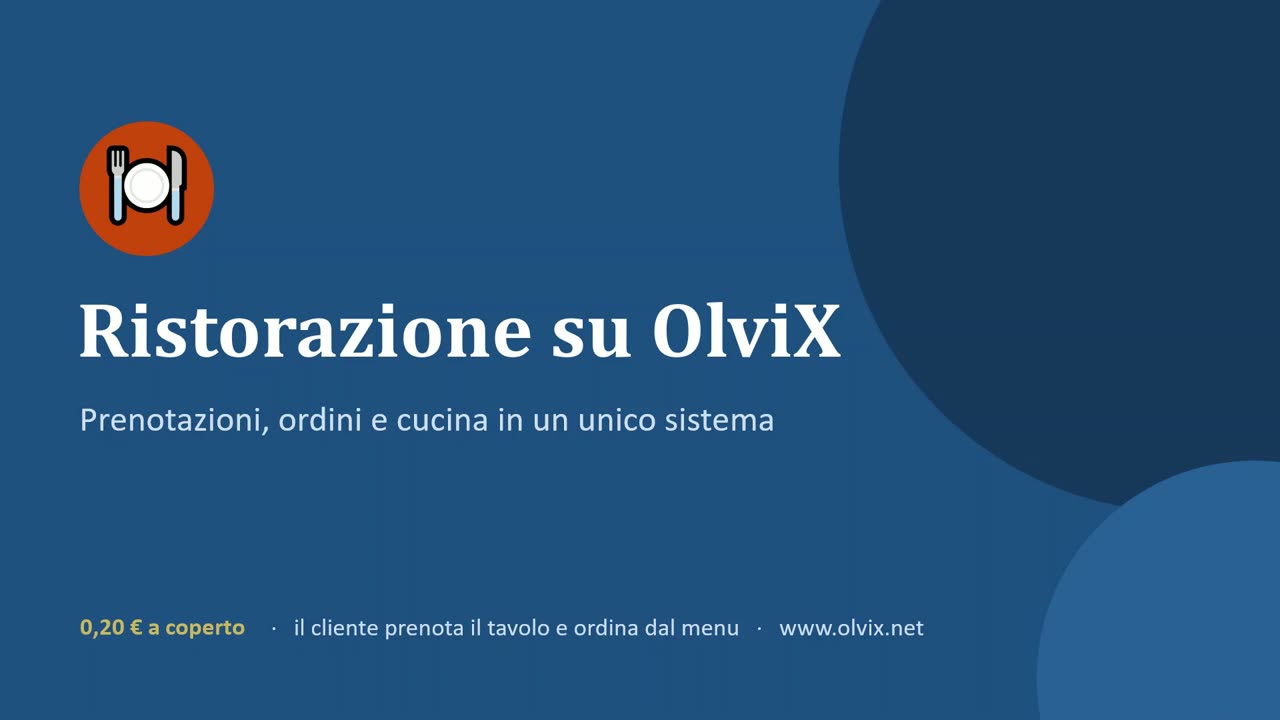 Ristorazione su OlviX
Prenotazioni, ordini e cucina in un unico sistema
0,20 € a coperto · il cliente prenota il tavolo e ordina dal menu · www.olvix.net